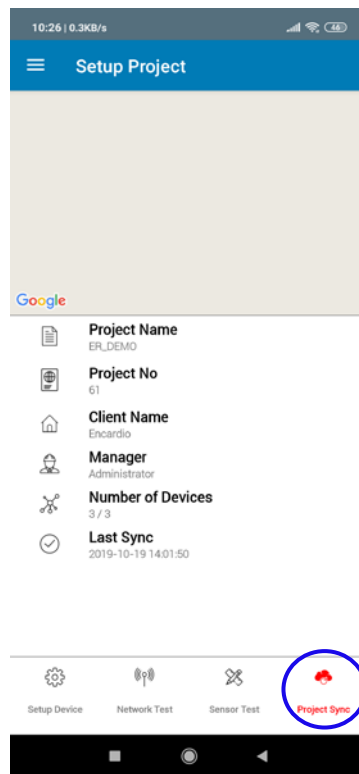 10:26 | 0.3KB/s 46
Setup Project
Google
Project Name
ER_DEMO
Project No
61
Client Name
Encardio
Manager
Administrator
Number of Devices
3 / 3
Last Sync
2019-10-19 14:01:50
Setup Device Network Test Sensor Test Project Sync